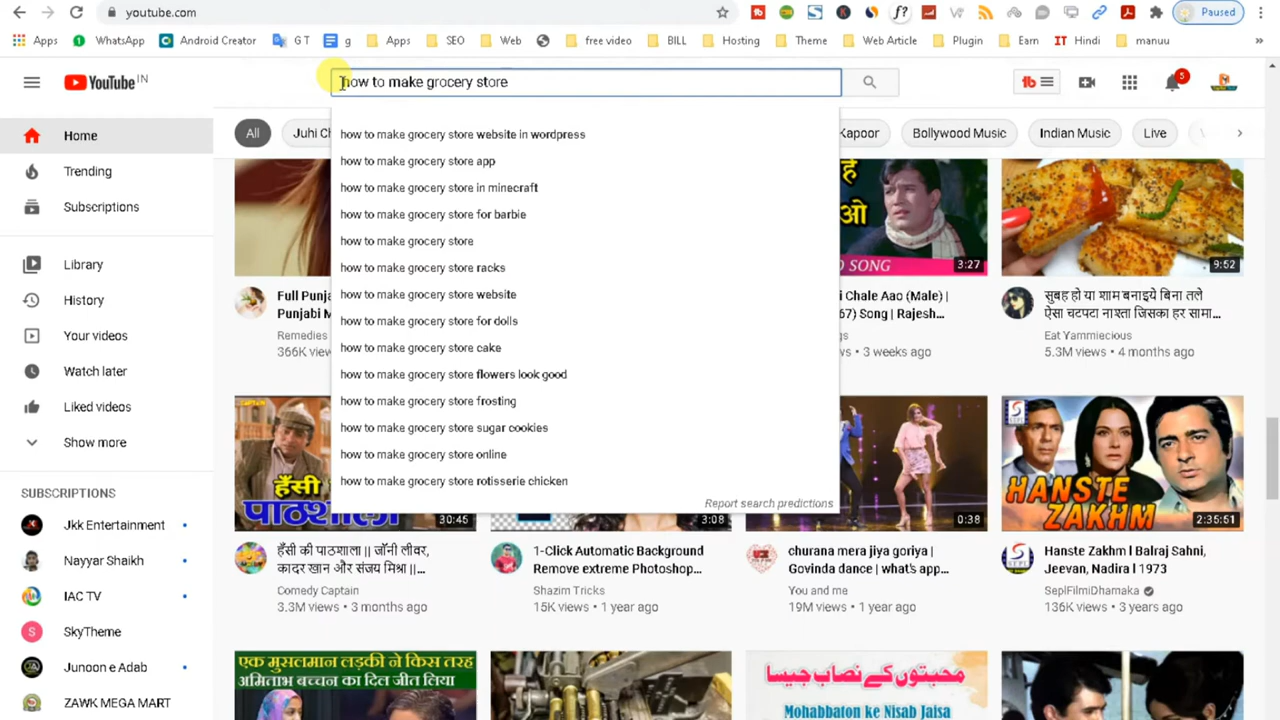 youtube.com
Paused
Apps
WhatsApp
Android Creator
G T
g
Apps
SEO
Web
free video
BILL
Hosting
Theme
Web Article
Plugin
Earn
IT Hindi
manuu
YouTube IN
how to make grocery store
5
Home
Trending
Subscriptions
Library
History
Your videos
Watch later
Liked videos
Show more
SUBSCRIPTIONS
Jkk Entertainment
Nayyar Shaikh
IAC TV
SkyTheme
Junoon e Adab
ZAWK MEGA MART
All
Juhi Ch
Kapoor
Bollywood Music
Indian Music
Live
how to make grocery store website in wordpress
how to make grocery store app
how to make grocery store in minecraft
how to make grocery store for barbie
how to make grocery store
how to make grocery store racks
how to make grocery store website
how to make grocery store for dolls
how to make grocery store cake
how to make grocery store flowers look good
how to make grocery store frosting
how to make grocery store sugar cookies
how to make grocery store online
how to make grocery store rotisserie chicken
Report search predictions
Full Punja
Punjabi M
Remedies
366K view
SONG
3:27
i Chale Aao (Male) |
67) Song | Rajesh...
gs
3 weeks ago
9:52
सुबह हो या शाम बनाइये बिना तले
ऐसा चटपटा नाश्ता जिसका हर सामा...
Eat Yammiecious
5.3M views • 4 months ago
हँसी की
पाठशाला
30:45
हँसी की पाठशाला || जॉनी लीवर,
कादर खान और संजय मिश्रा ||...
Comedy Captain
3.3M views • 3 months ago
3:08
1-Click Automatic Background
Remove extreme Photoshop...
Shazim Tricks
15K views • 1 year ago
0:38
churana mera jiya goriya |
Govinda dance | what's app...
You and me
19M views • 1 year ago
HANSTE
ZAKHM
2:35:51
Hanste Zakhm l Balraj Sahni,
Jeevan, Nadira l 1973
SeplFilmiDhamaka
136K views • 3 years ago
एक मुसलमान लड़की ने किस तरह
अमिताभ बच्चन का दिल जीत लिया
محبتوں کے نصاب جیسا
Mohabbaton ke Nisab Jaisa